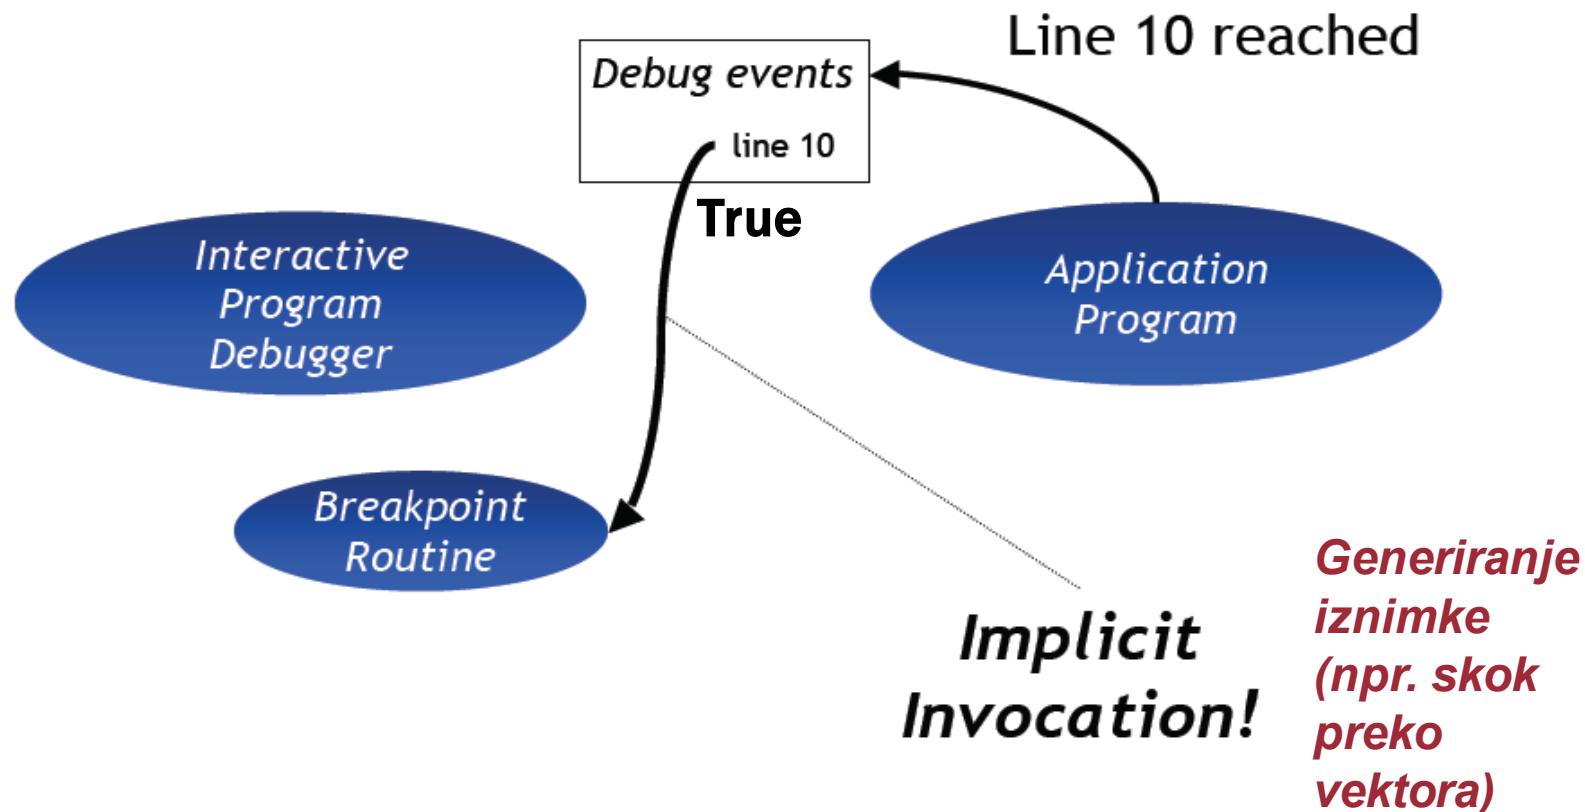 Line 10 reached
Debug events
line 10
True
Interactive
Program
Debugger
Application
Program
Breakpoint
Routine
Implicit
Invocation!
Generiranje
iznimke
(npr. skok
preko
vektora)